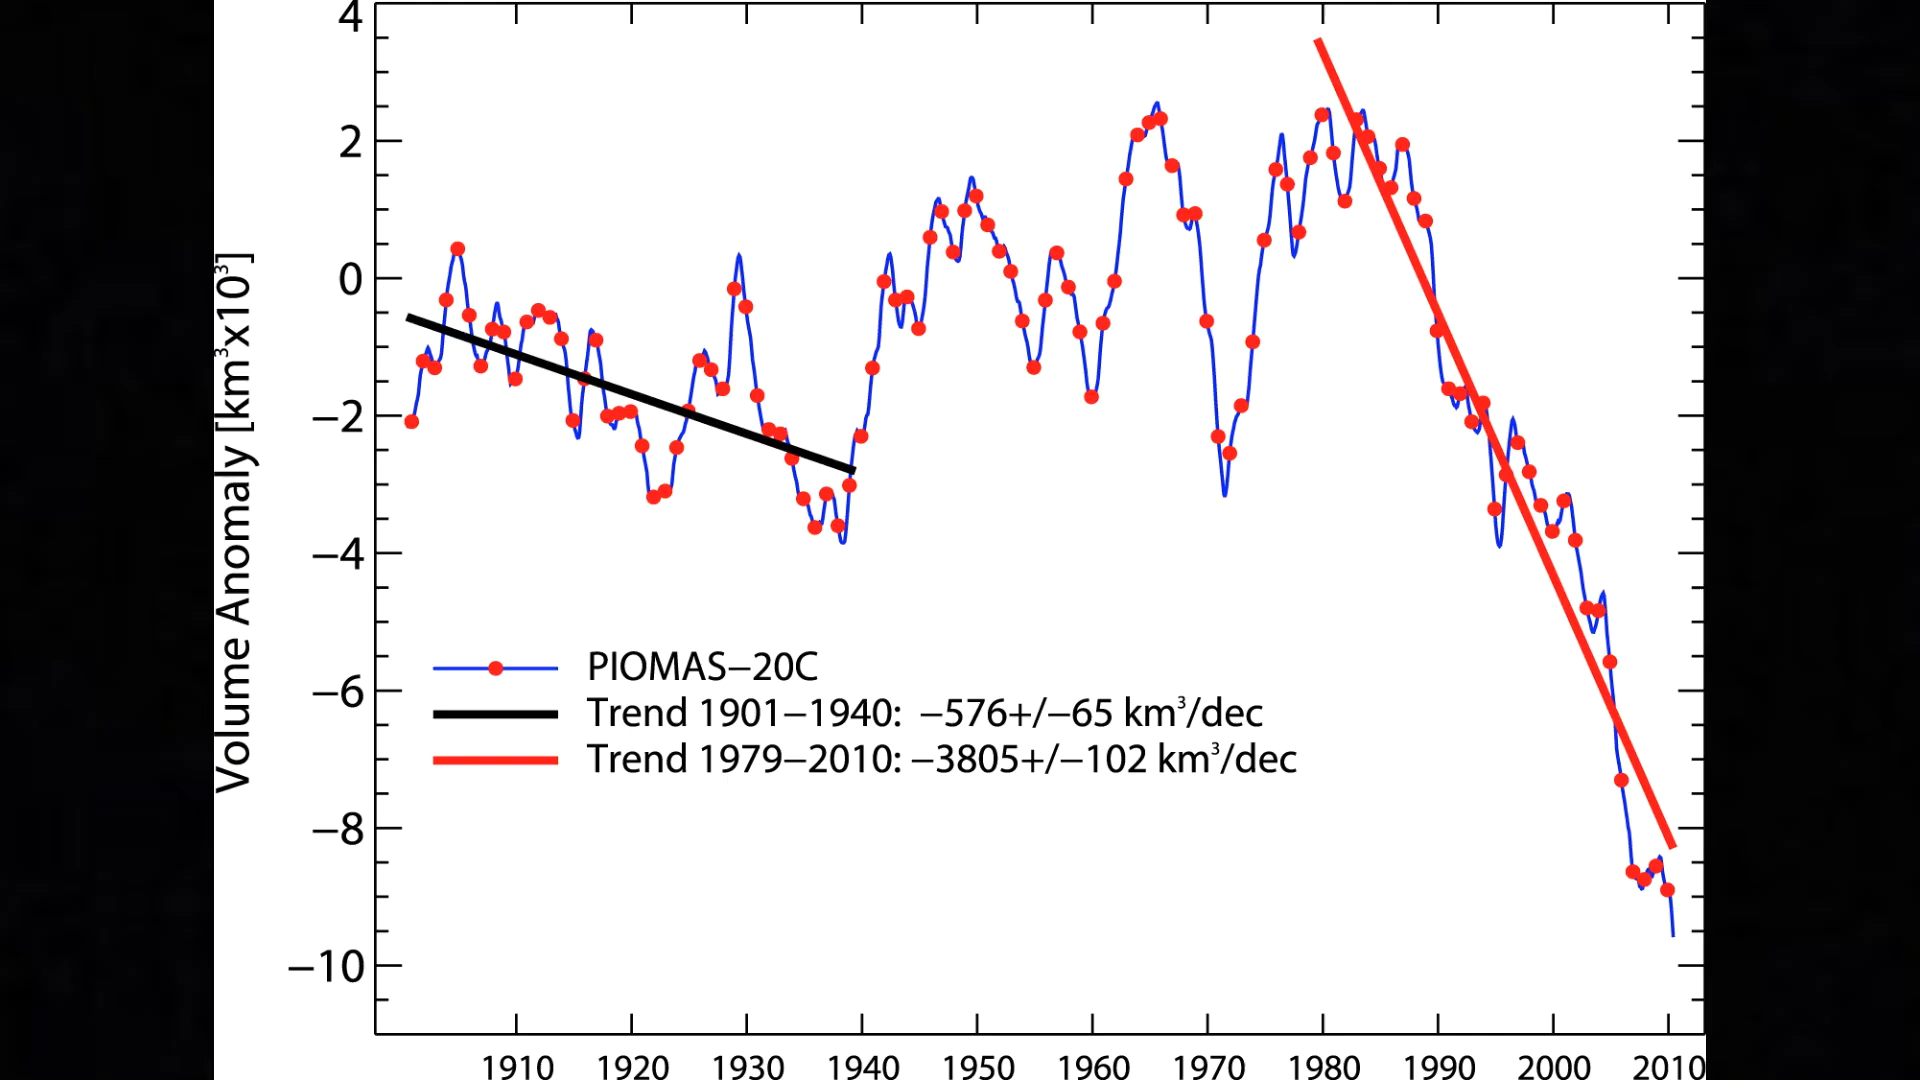 4
2
0
−2
−4
−6
−8
−10
Volume Anomaly [km³x10³]
PIOMAS−20C
Trend 1901−1940: −576+/−65 km³/dec
Trend 1979−2010: −3805+/−102 km³/dec
1910 1920 1930 1940 1950 1960 1970 1980 1990 2000 2010